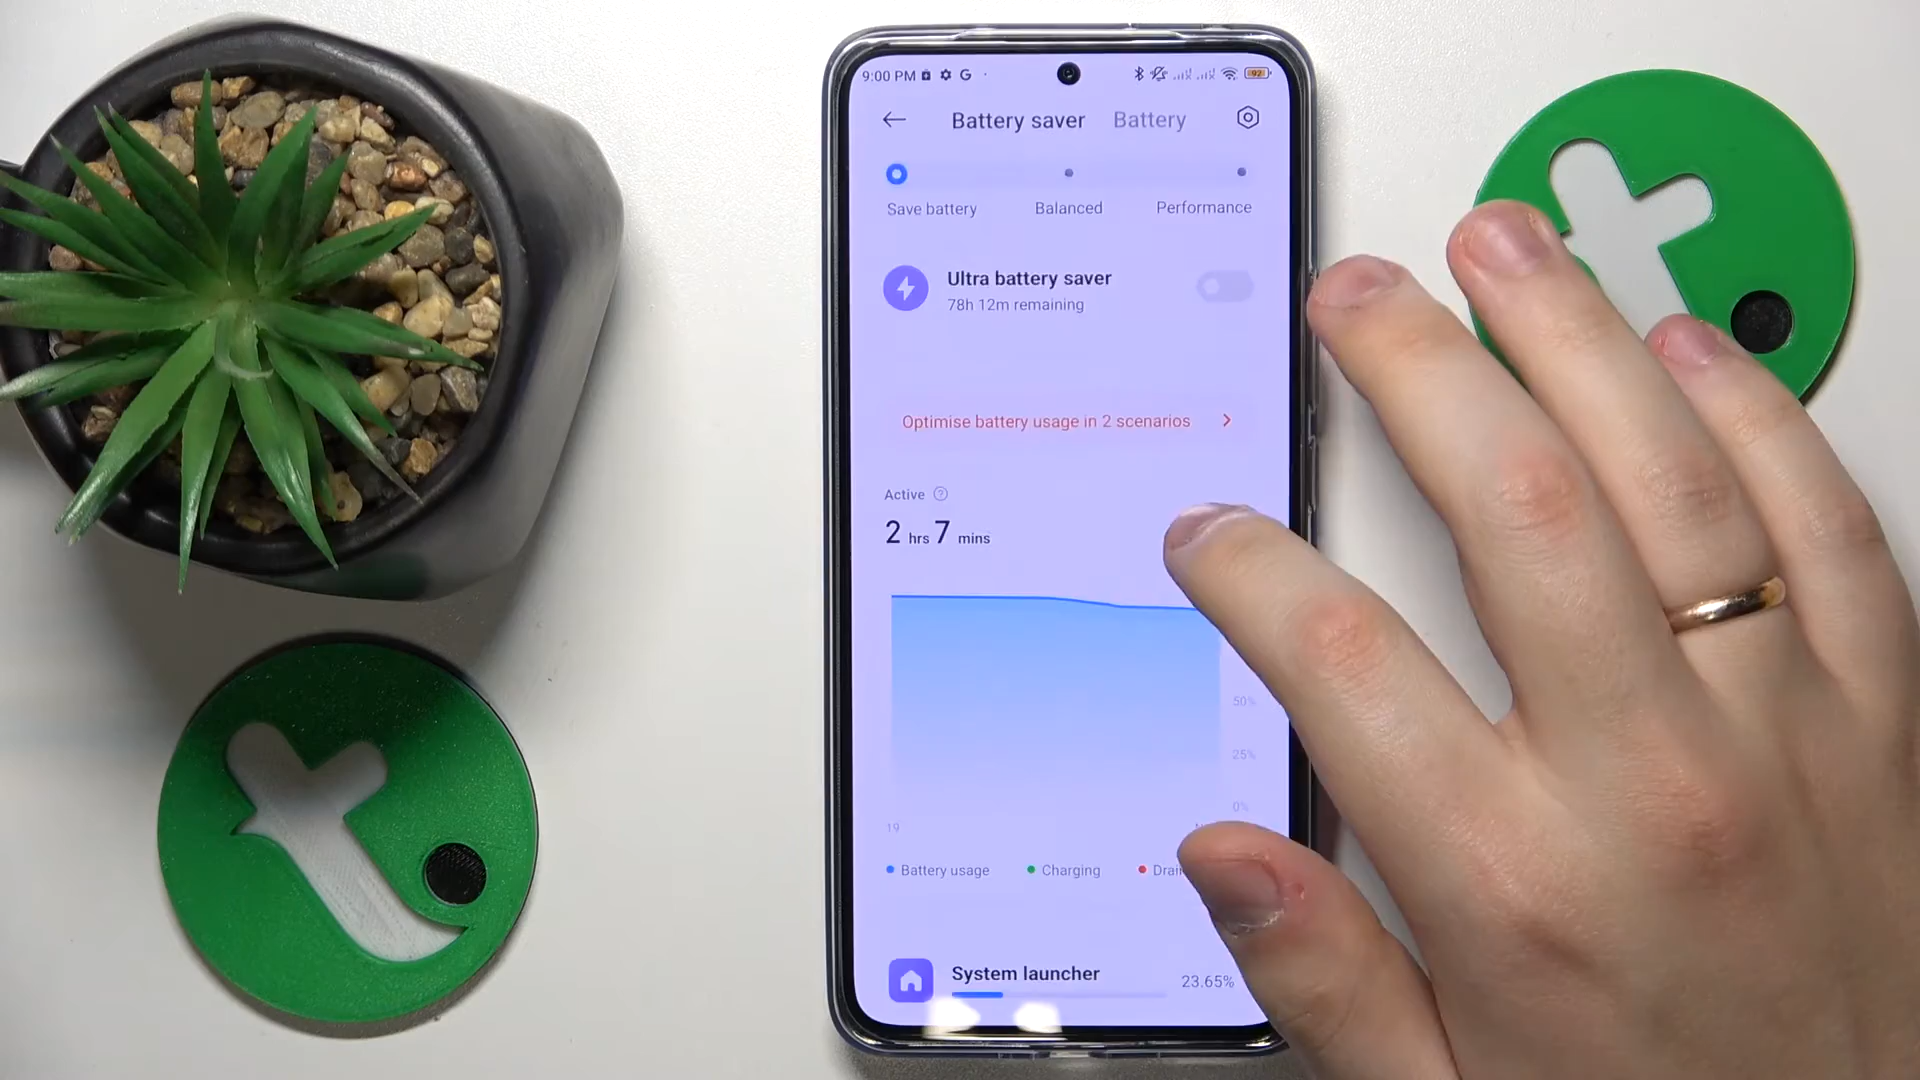 9:00 PM G 92
Battery saver Battery
Save battery Balanced Performance
Ultra battery saver
78h 12m remaining
Optimise battery usage in 2 scenarios
Active ?
2 hrs 7 mins
50%
25%
0%
19
Battery usage Charging
System launcher
23.65%